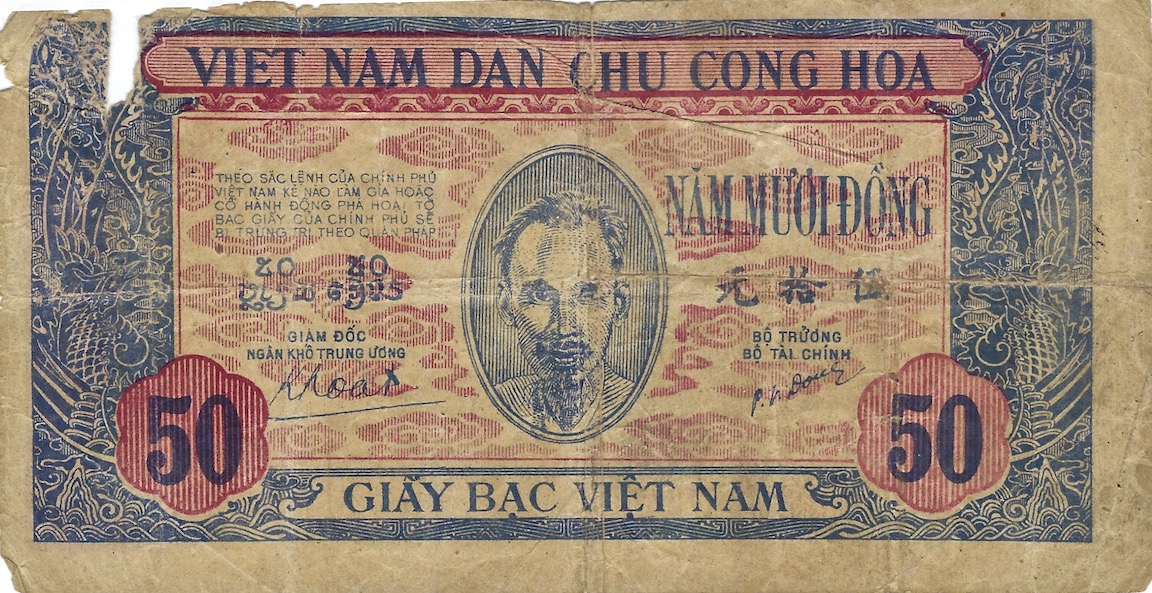 VIET NAM DAN CHU CONG HOA
THEO SẮC LỆNH CỦA CHÍNH PHỦ
VIỆT NAM KẺ NÀO LÀM GIẢ HOẶC
CÓ HÀNH ĐỘNG PHÁ HOẠI TỜ
BẠC GIẤY CỦA CHÍNH PHỦ SẼ
BỊ TRỪNG TRỊ THEO QUÂN PHÁP
NĂM MƯƠI ĐỒNG
伍拾元
GIÁM ĐỐC
NGÂN KHỐ TRUNG ƯƠNG
BỘ TRƯỞNG
BỘ TÀI CHÍNH
P.V.Dong
50
50
GIẤY BẠC VIỆT NAM